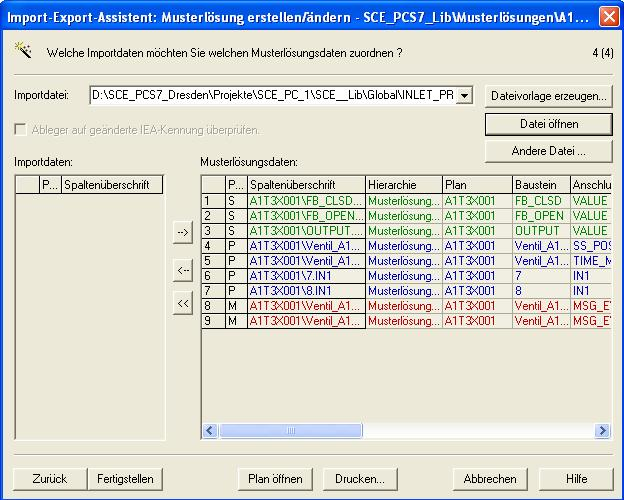 Import-Export-Assistent: Musterlösung erstellen/ändern - SCE_PCS7_Lib\Musterlösungen\A1...
Welche Importdaten möchten Sie welchen Musterlösungsdaten zuordnen ?
4 (4)
Importdatei:
D:\SCE_PCS7_Dresden\Projekte\SCE_PC_1\SCE__Lib\Global\INLET_PR
Dateivorlage erzeugen...
Ableger auf geänderte IEA-Kennung überprüfen.
Datei öffnen
Andere Datei ...
Importdaten:
Musterlösungsdaten:
P... Spaltenüberschrift
P... Spaltenüberschrift Hierarchie Plan Baustein Anschlu
1 S A1T3X001\FB_CLSD... Musterlösung... A1T3X001 FB_CLSD VALUE
2 S A1T3X001\FB_OPEN... Musterlösung... A1T3X001 FB_OPEN VALUE
3 S A1T3X001\OUTPUT.... Musterlösung... A1T3X001 OUTPUT VALUE
4 P A1T3X001\Ventil_A1... Musterlösung... A1T3X001 Ventil_A1... SS_POS
5 P A1T3X001\Ventil_A1... Musterlösung... A1T3X001 Ventil_A1... TIME_M
6 P A1T3X001\7.IN1 Musterlösung... A1T3X001 7 IN1
7 P A1T3X001\8.IN1 Musterlösung... A1T3X001 8 IN1
8 M A1T3X001\Ventil_A1... Musterlösung... A1T3X001 Ventil_A1... MSG_EV
9 M A1T3X001\Ventil_A1... Musterlösung... A1T3X001 Ventil_A1... MSG_EV
-->
<--
<<
Zurück
Fertigstellen
Plan öffnen
Drucken...
Abbrechen
Hilfe